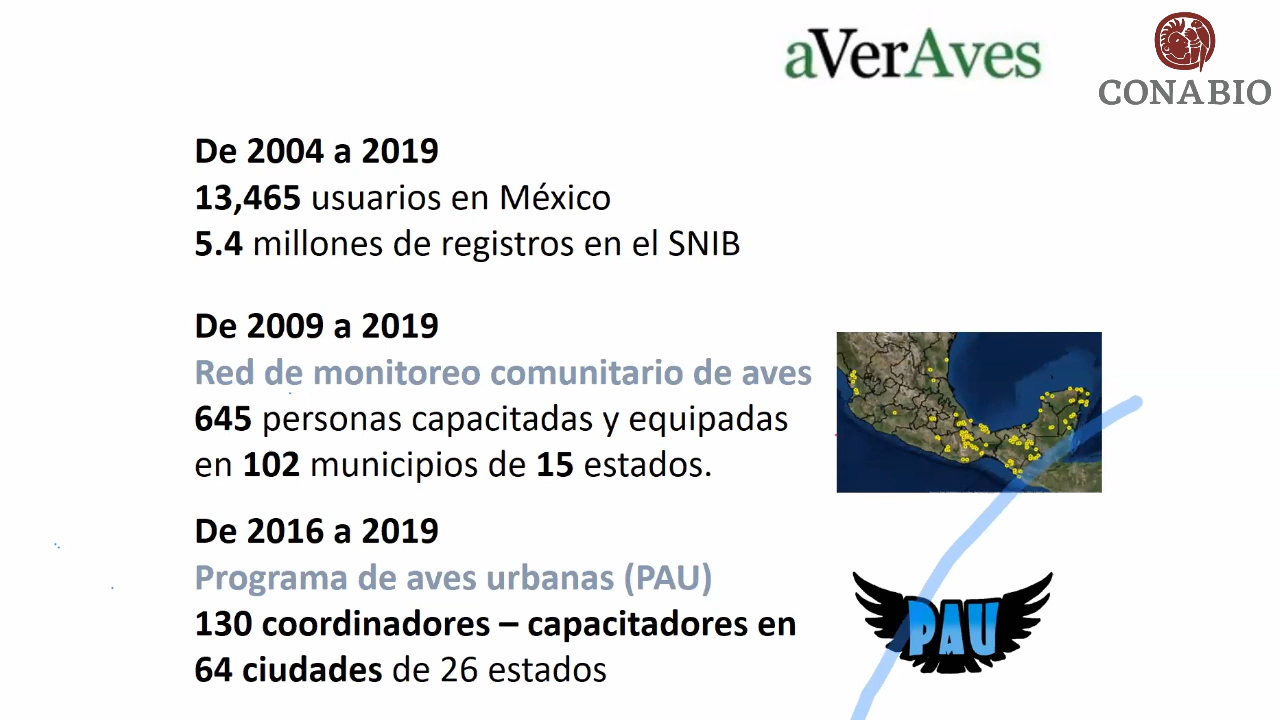 aVerAves
CONABIO
De 2004 a 2019
13,465 usuarios en México
5.4 millones de registros en el SNIB
De 2009 a 2019
Red de monitoreo comunitario de aves
645 personas capacitadas y equipadas
en 102 municipios de 15 estados.
De 2016 a 2019
Programa de aves urbanas (PAU)
130 coordinadores – capacitadores en
64 ciudades de 26 estados
PAU